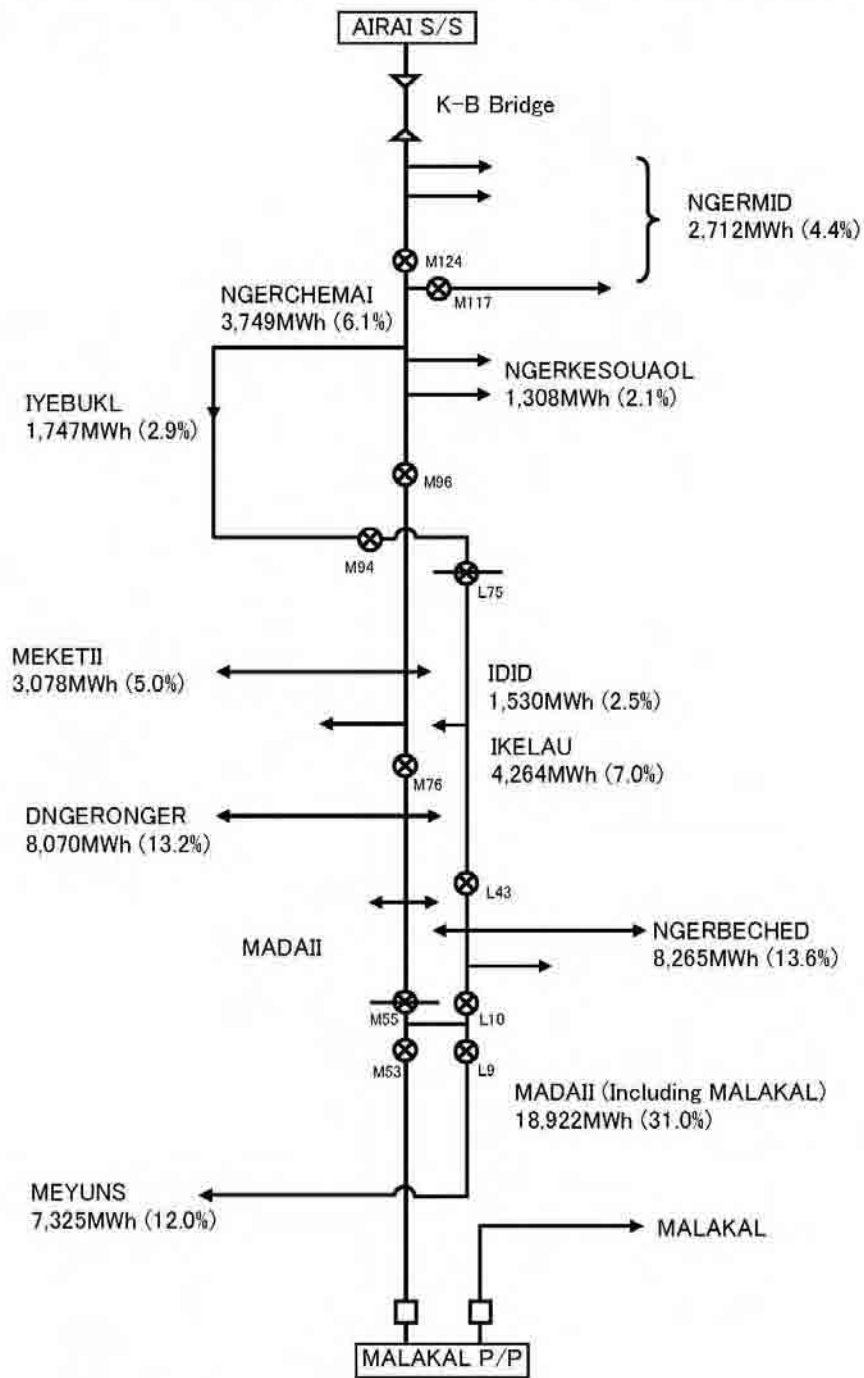 AIRAI S/S
K-B Bridge
NGERMID
2,712MWh (4.4%)
M124
M117
NGERCHEMAI
3,749MWh (6.1%)
NGERKESOUAOL
1,308MWh (2.1%)
IYEBUKL
1,747MWh (2.9%)
M96
M94
L75
MEKETII
3,078MWh (5.0%)
IDID
1,530MWh (2.5%)
IKELAU
4,264MWh (7.0%)
M76
DNGERONGER
8,070MWh (13.2%)
L43
NGERBECHED
8,265MWh (13.6%)
MADAII
M55
L10
M53
L9
MADAII (Including MALAKAL)
18,922MWh (31.0%)
MEYUNS
7,325MWh (12.0%)
MALAKAL
MALAKAL P/P